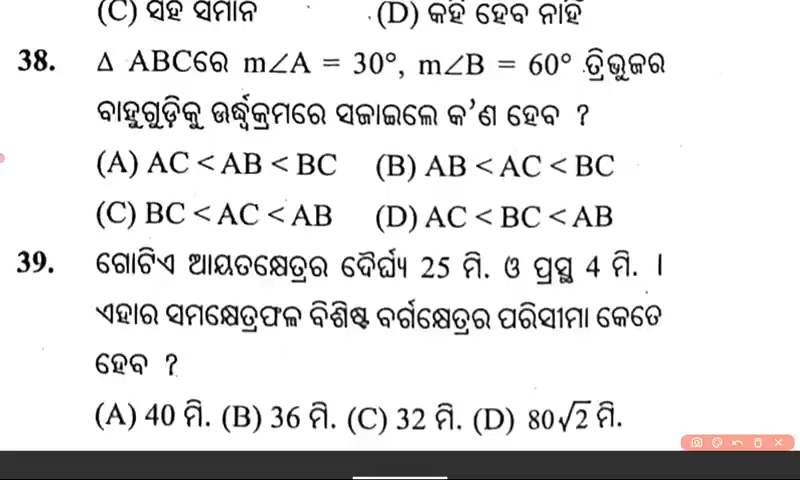 (C) ସହ ସମାନ (D) କହି ହେବ ନାହିଁ
38. Δ ABCରେ m∠A = 30°, m∠B = 60° ତ୍ରିଭୁଜର
ବାହୁଗୁଡ଼ିକୁ ଊର୍ଦ୍ଧ୍ୱକ୍ରମରେ ସଜାଇଲେ କ'ଣ ହେବ ?
(A) AC < AB < BC (B) AB < AC < BC
(C) BC < AC < AB (D) AC < BC < AB
39. ଗୋଟିଏ ଆୟତକ୍ଷେତ୍ରର ଦୈର୍ଘ୍ୟ 25 ମି. ଓ ପ୍ରସ୍ଥ 4 ମି. ।
ଏହାର ସମକ୍ଷେତ୍ରଫଳ ବିଶିଷ୍ଟ ବର୍ଗକ୍ଷେତ୍ରର ପରିସୀମା କେତେ
ହେବ ?
(A) 40 ମି. (B) 36 ମି. (C) 32 ମି. (D) 80√2 ମି.